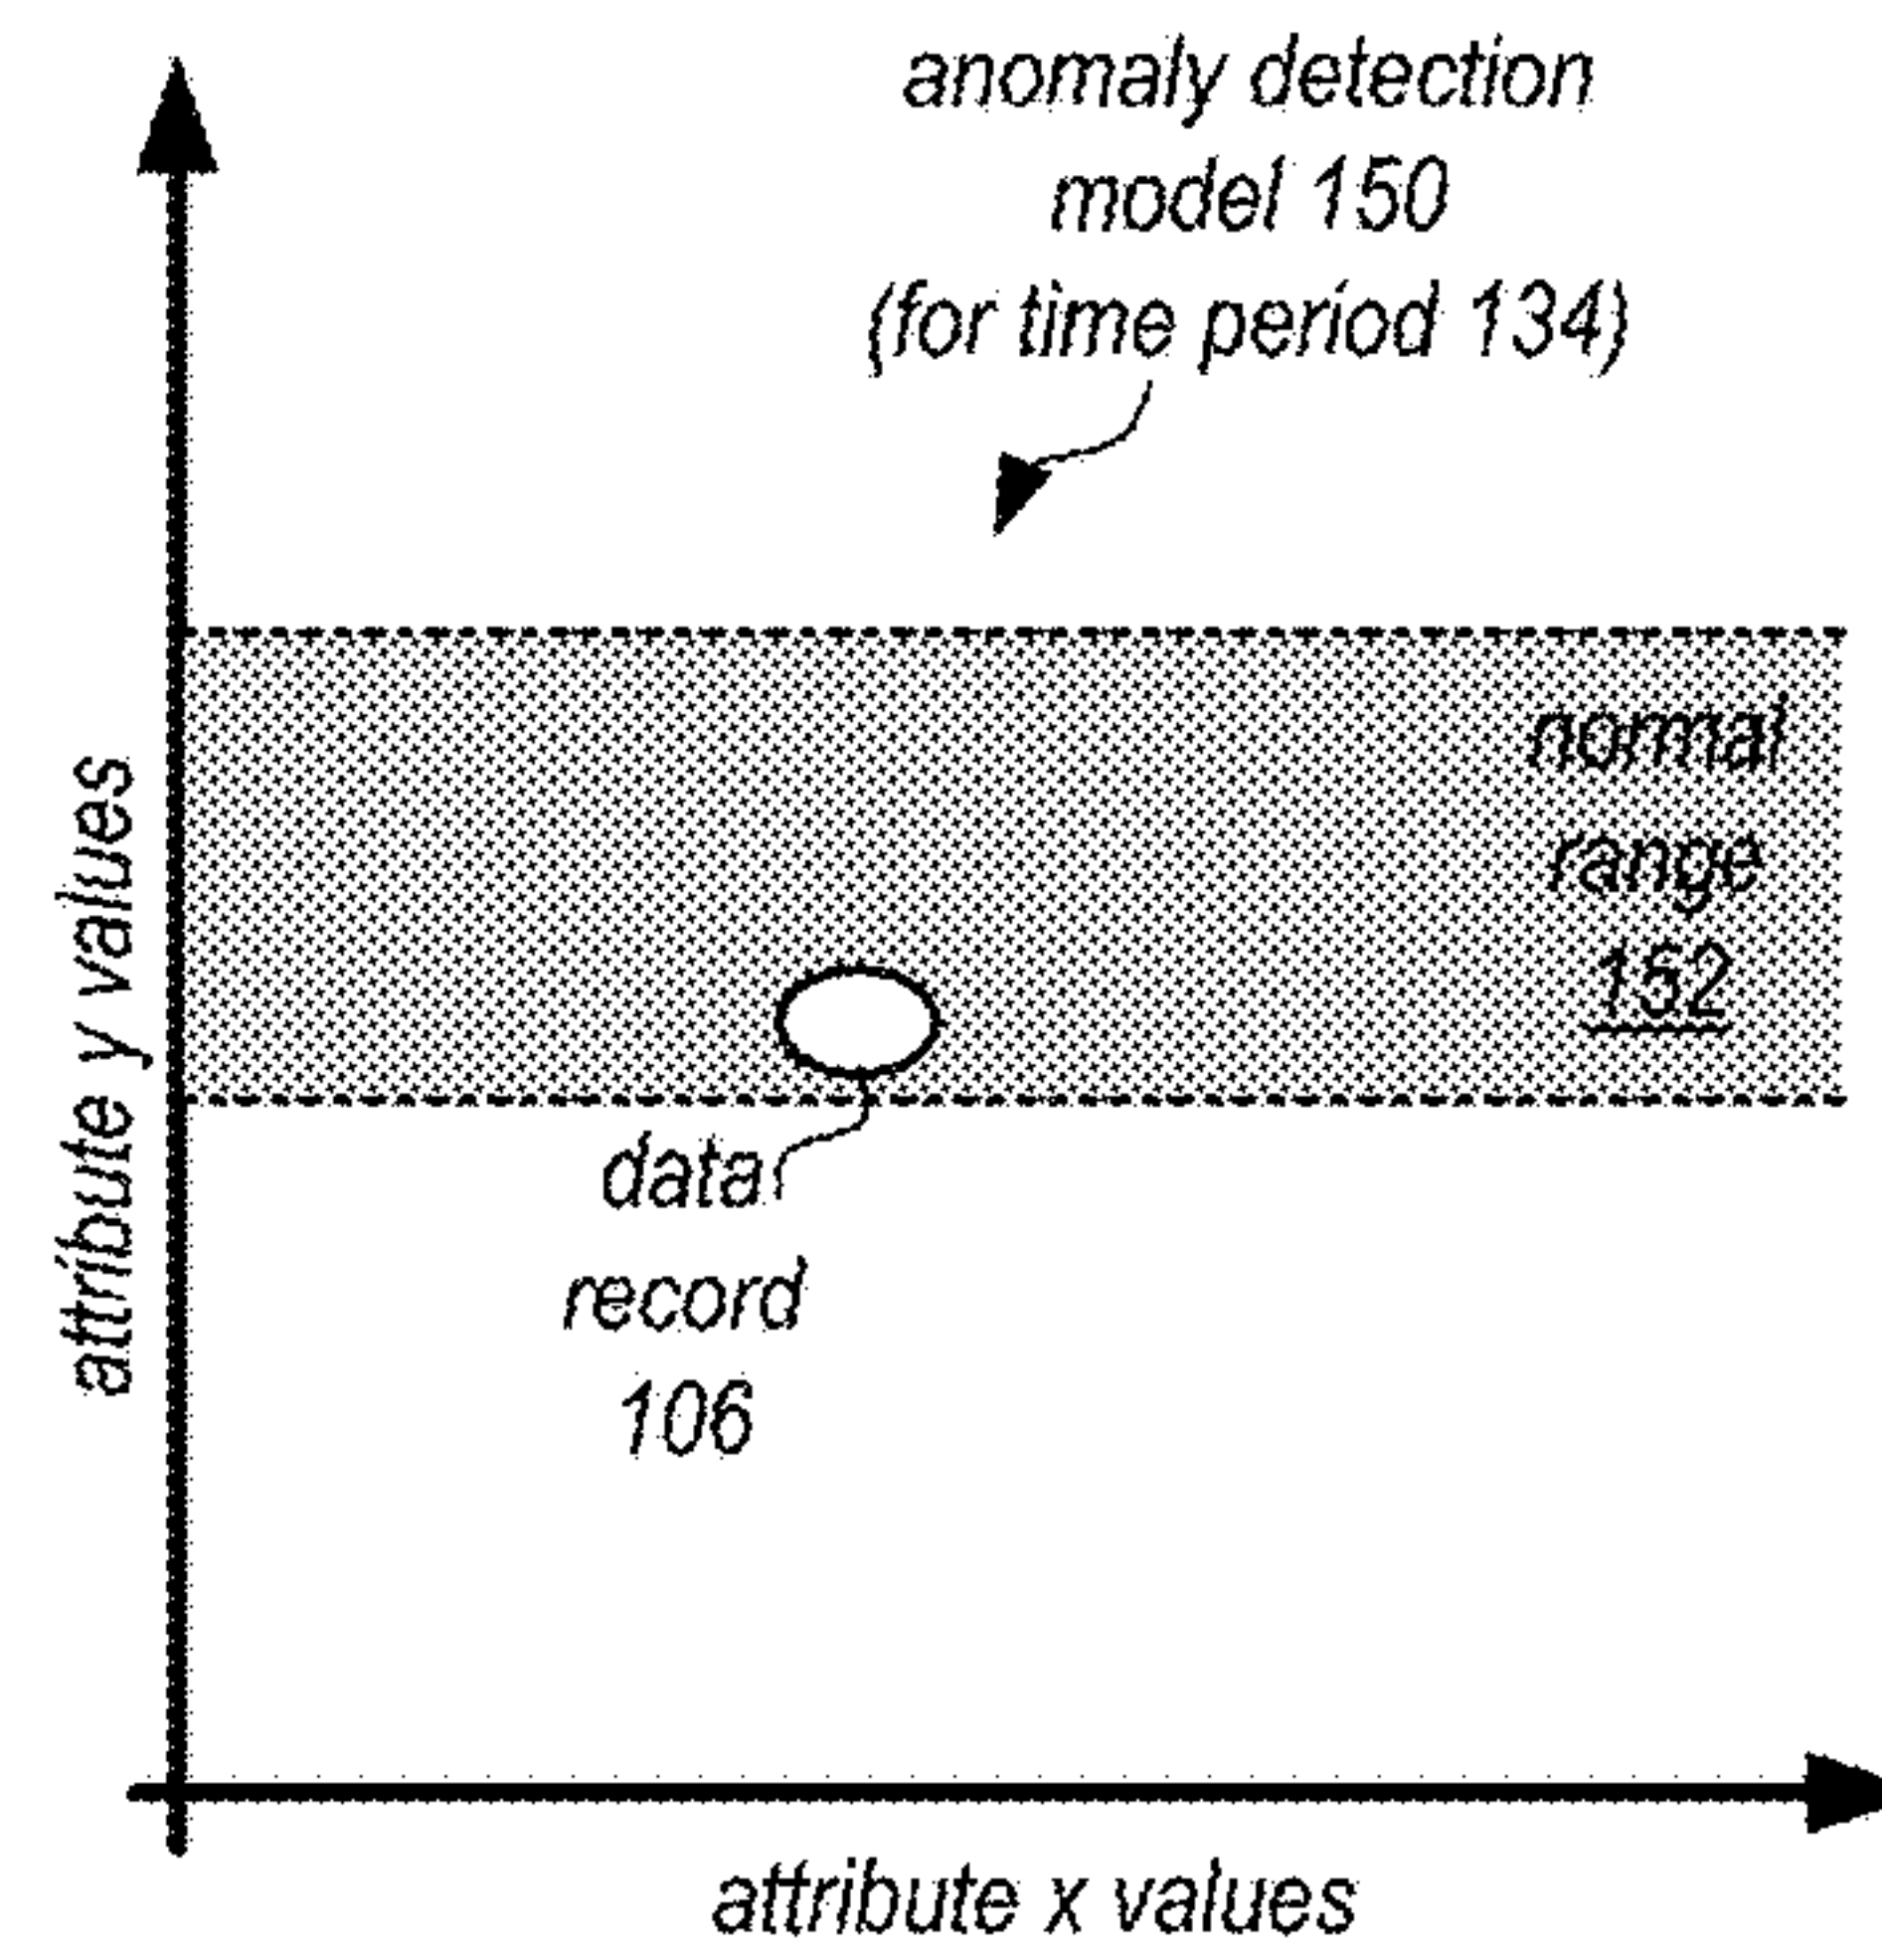 anomaly detection
model 150
(for time period 134)
normal
range
152
data
record
106
attribute y values
attribute x values